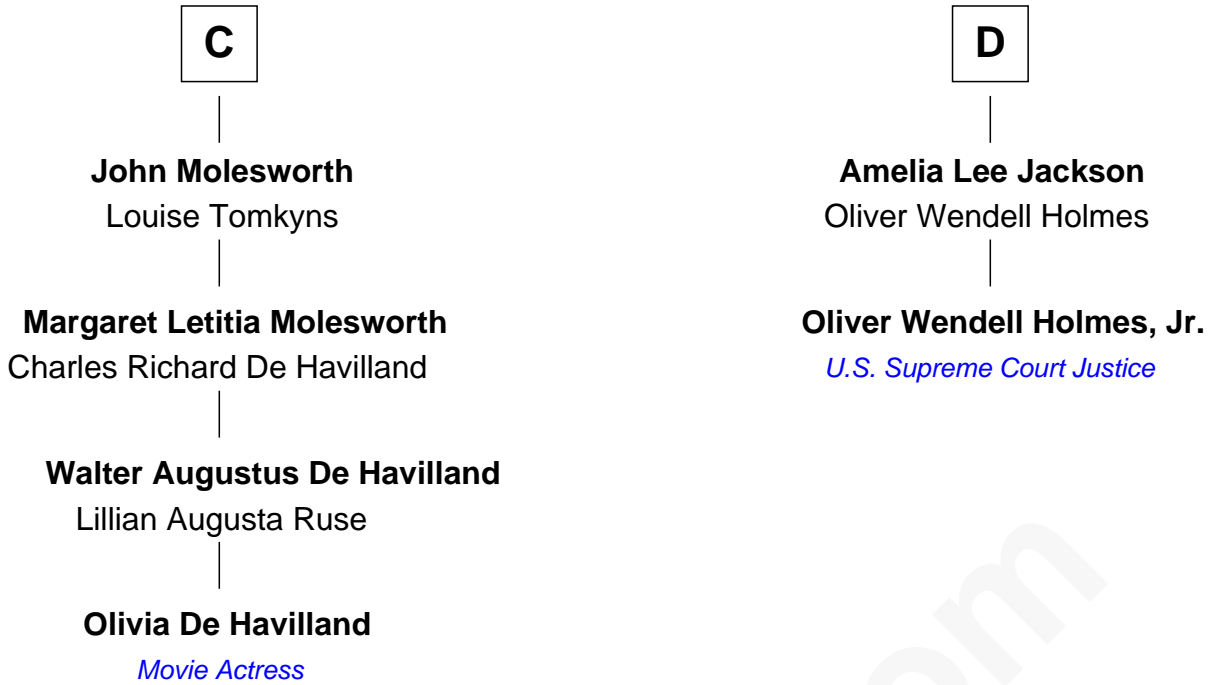 C
John Molesworth
Louise Tomkyns
Margaret Letitia Molesworth
Charles Richard De Havilland
Walter Augustus De Havilland
Lillian Augusta Ruse
Olivia De Havilland
Movie Actress
D
Amelia Lee Jackson
Oliver Wendell Holmes
Oliver Wendell Holmes, Jr.
U.S. Supreme Court Justice
om